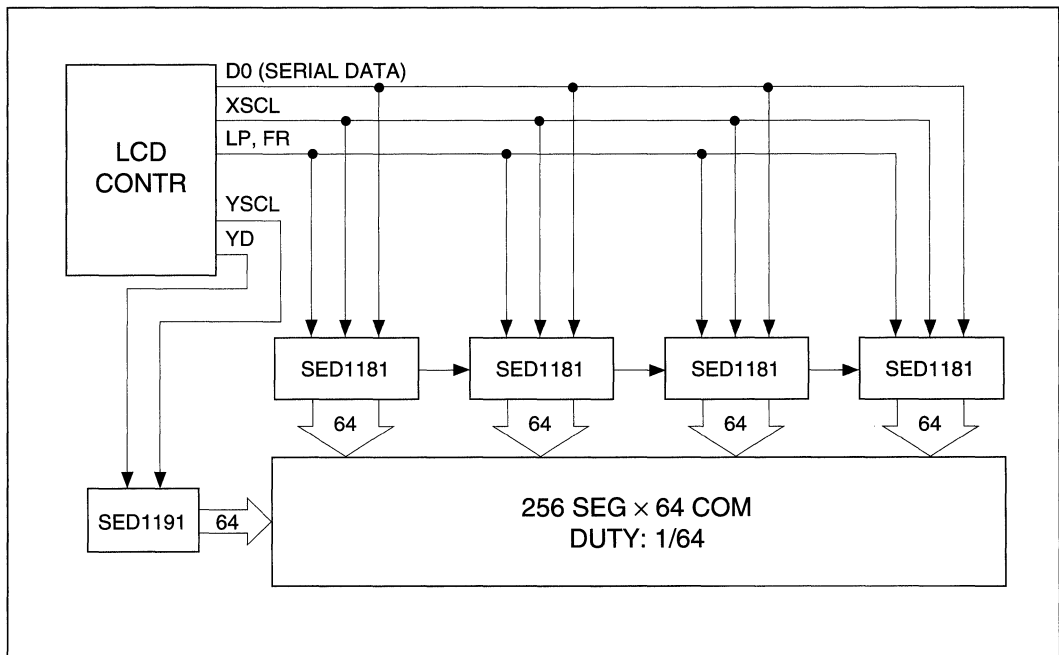 D0 (SERIAL DATA)
XSCL
LP, FR
LCD
CONTR
YSCL
YD
SED1181
SED1181
SED1181
SED1181
64
64
64
64
SED1191
64
256 SEG × 64 COM
DUTY: 1/64